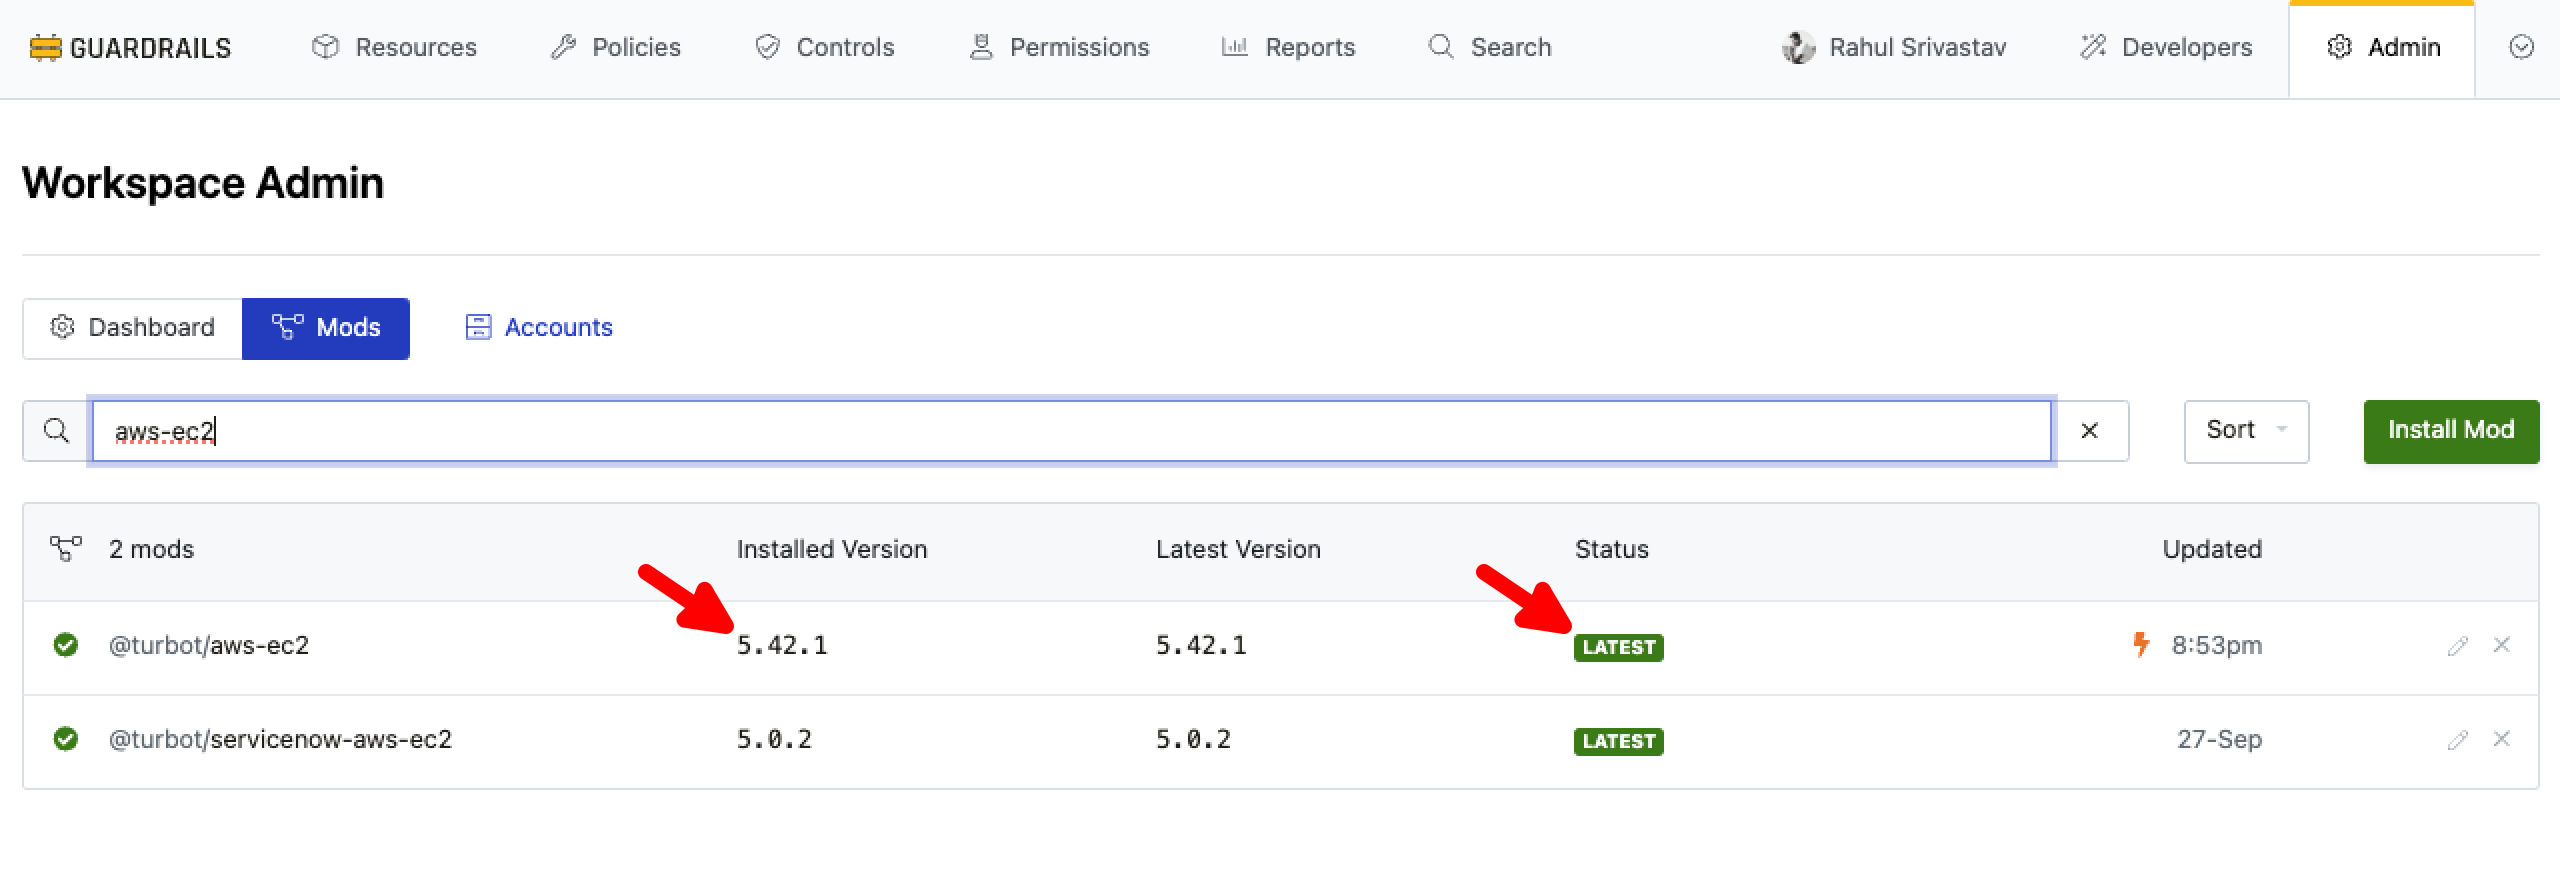 GUARDRAILS Resources Policies Controls Permissions Reports Search Rahul Srivastav Developers Admin
Workspace Admin
Dashboard Mods Accounts
aws-ec2 Sort Install Mod
2 mods Installed Version Latest Version Status Updated
@turbot/aws-ec2 5.42.1 5.42.1 LATEST 8:53pm
@turbot/servicenow-aws-ec2 5.0.2 5.0.2 LATEST 27-Sep